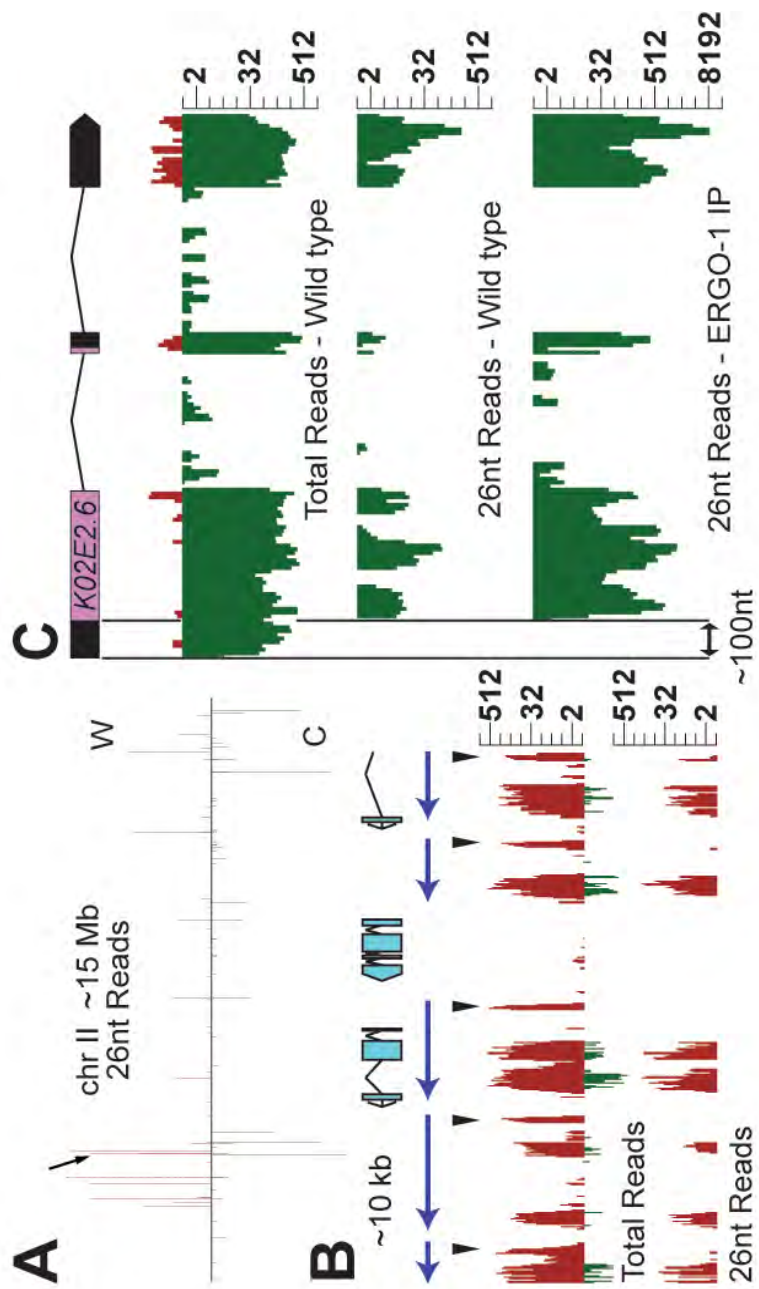 A
chr II ~15 Mb
26nt Reads
W
C
B
~10 kb
512
32
2
Total Reads
512
32
2
26nt Reads
C
K02E2.6
2
32
512
Total Reads - Wild type
2
32
512
26nt Reads - Wild type
2
32
512
8192
26nt Reads - ERGO-1 IP
~100nt